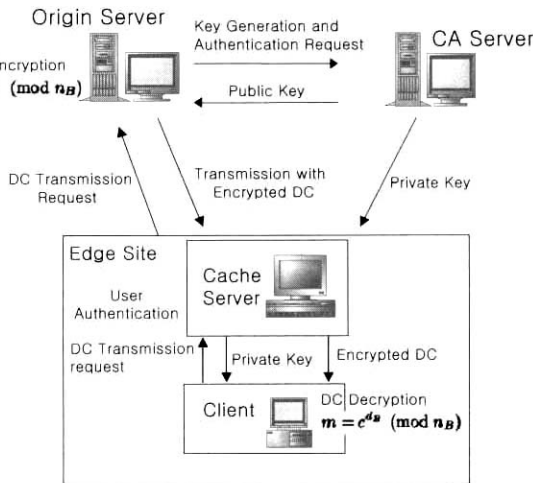 Origin Server
Key Generation and
Authentication Request
CA Server
(mod n_B)
Public Key
DC Transmission
Request
Transmission with
Encrypted DC
Private Key
Edge Site
Cache
Server
User
Authentication
DC Transmission
request
Private Key
Encrypted DC
Client
DC Decryption
m = c^{d_B} (mod n_B)